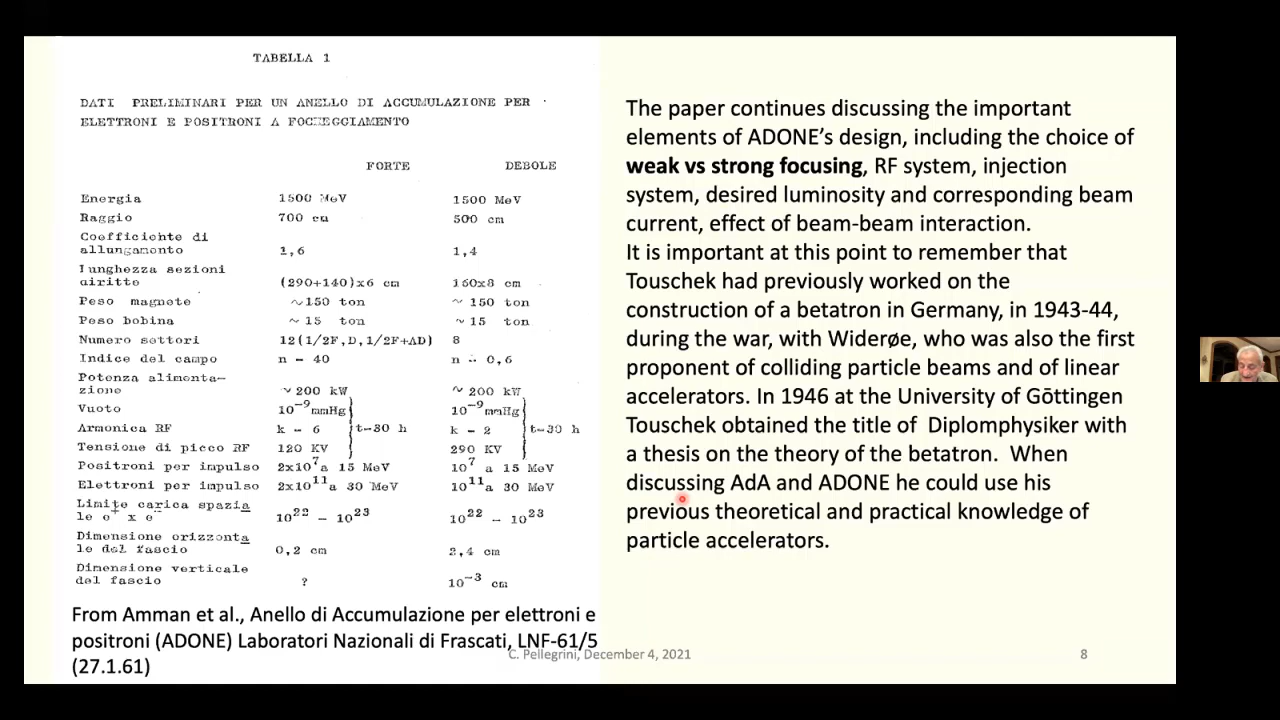 TABELLA 1
DATI PRELIMINARI PER UN ANELLO DI ACCUMULAZIONE PER
ELETTRONI E POSITRONI A FOCHEGGIAMENTO
FORTE DEBOLE
Energia 1500 MeV 1500 MeV
Raggio 700 cm 500 cm
Coefficiente di
allungamento 1,6 1,4
Lunghezza sezioni
diritte (290+140)x6 cm 160x8 cm
Peso magnete ~150 ton ~ 150 ton
Peso bobina ~ 15 ton ~ 15 ton
Numero settori 12(1/2F,D,1/2F+ΔD) 8
Indice del campo n = 40 n = 0,6
Potenza alimenta-
zione ~ 200 kW ~ 200 kW
Vuoto 10⁻⁹mmHg 10⁻⁹mmHg
Armonica RF k = 6 t=30 h k = 2 t=30 h
Tensione di picco RF 120 KV 290 KV
Positroni per impulso 2x10⁷a 15 MeV 10⁷ a 15 MeV
Elettroni per impulso 2x10¹¹a 30 MeV 10¹¹a 30 MeV
Limite carica spazia
le e⁺ x e⁻ 10²² - 10²³ 10²² - 10²³
Dimensione orizzonta
le del fascio 0,2 cm 2,4 cm
Dimensione verticale
del fascio ? 10⁻³ cm
From Amman et al., Anello di Accumulazione per elettroni e
positroni (ADONE) Laboratori Nazionali di Frascati, LNF-61/5
(27.1.61)
The paper continues discussing the important
elements of ADONE's design, including the choice of
weak vs strong focusing, RF system, injection
system, desired luminosity and corresponding beam
current, effect of beam-beam interaction.
It is important at this point to remember that
Touschek had previously worked on the
construction of a betatron in Germany, in 1943-44,
during the war, with Widerøe, who was also the first
proponent of colliding particle beams and of linear
accelerators. In 1946 at the University of Gōttingen
Touschek obtained the title of Diplomphysiker with
a thesis on the theory of the betatron. When
discussing AdA and ADONE he could use his
previous theoretical and practical knowledge of
particle accelerators.
C. Pellegrini, December 4, 2021
8